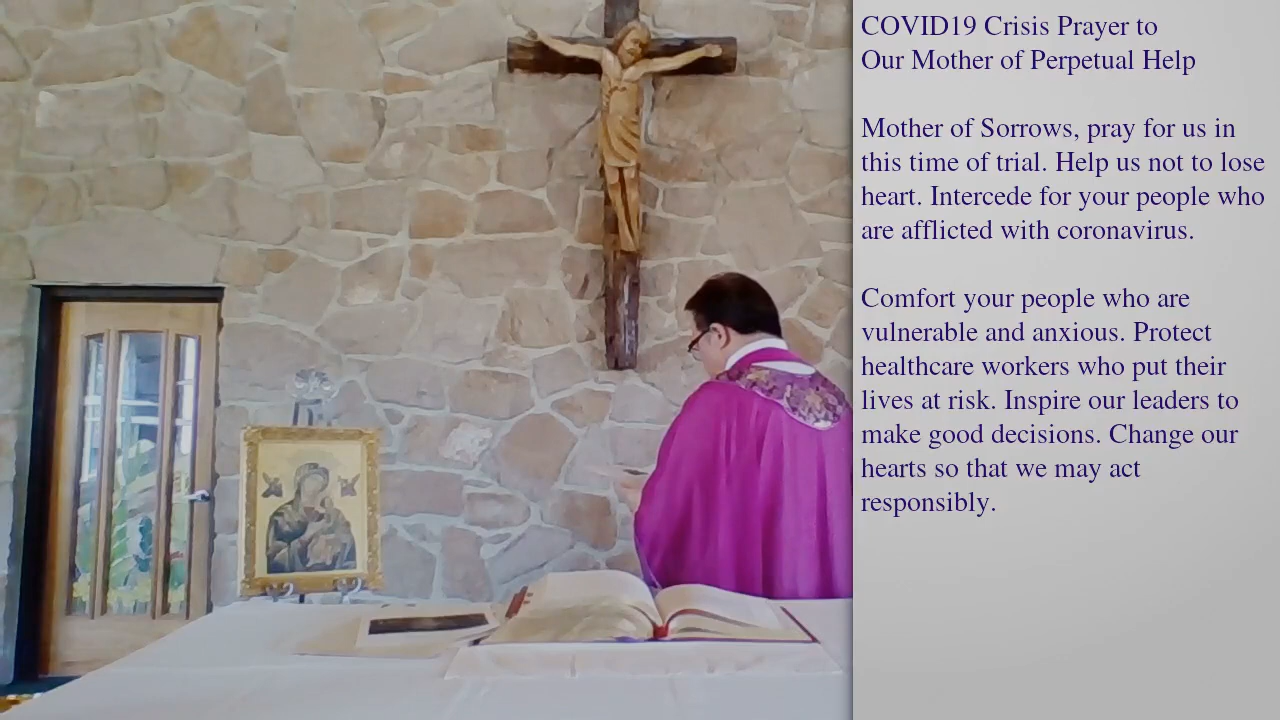 COVID19 Crisis Prayer to
Our Mother of Perpetual Help
Mother of Sorrows, pray for us in
this time of trial. Help us not to lose
heart. Intercede for your people who
are afflicted with coronavirus.
Comfort your people who are
vulnerable and anxious. Protect
healthcare workers who put their
lives at risk. Inspire our leaders to
make good decisions. Change our
hearts so that we may act
responsibly.